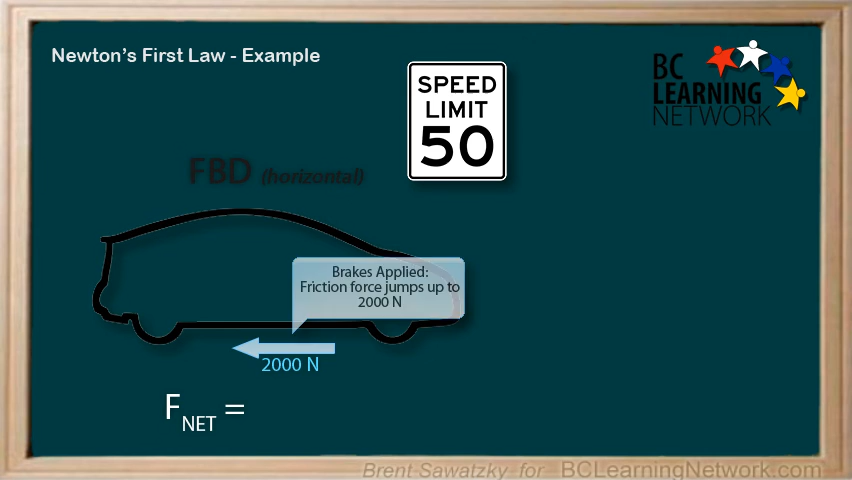 Newton's First Law - Example
SPEED
LIMIT
50
BC
LEARNING
NETWORK
FBD (horizontal)
Brakes Applied:
Friction force jumps up to
2000 N
2000 N
FNET =
Brent Sawatzky for BCLearningNetwork.com